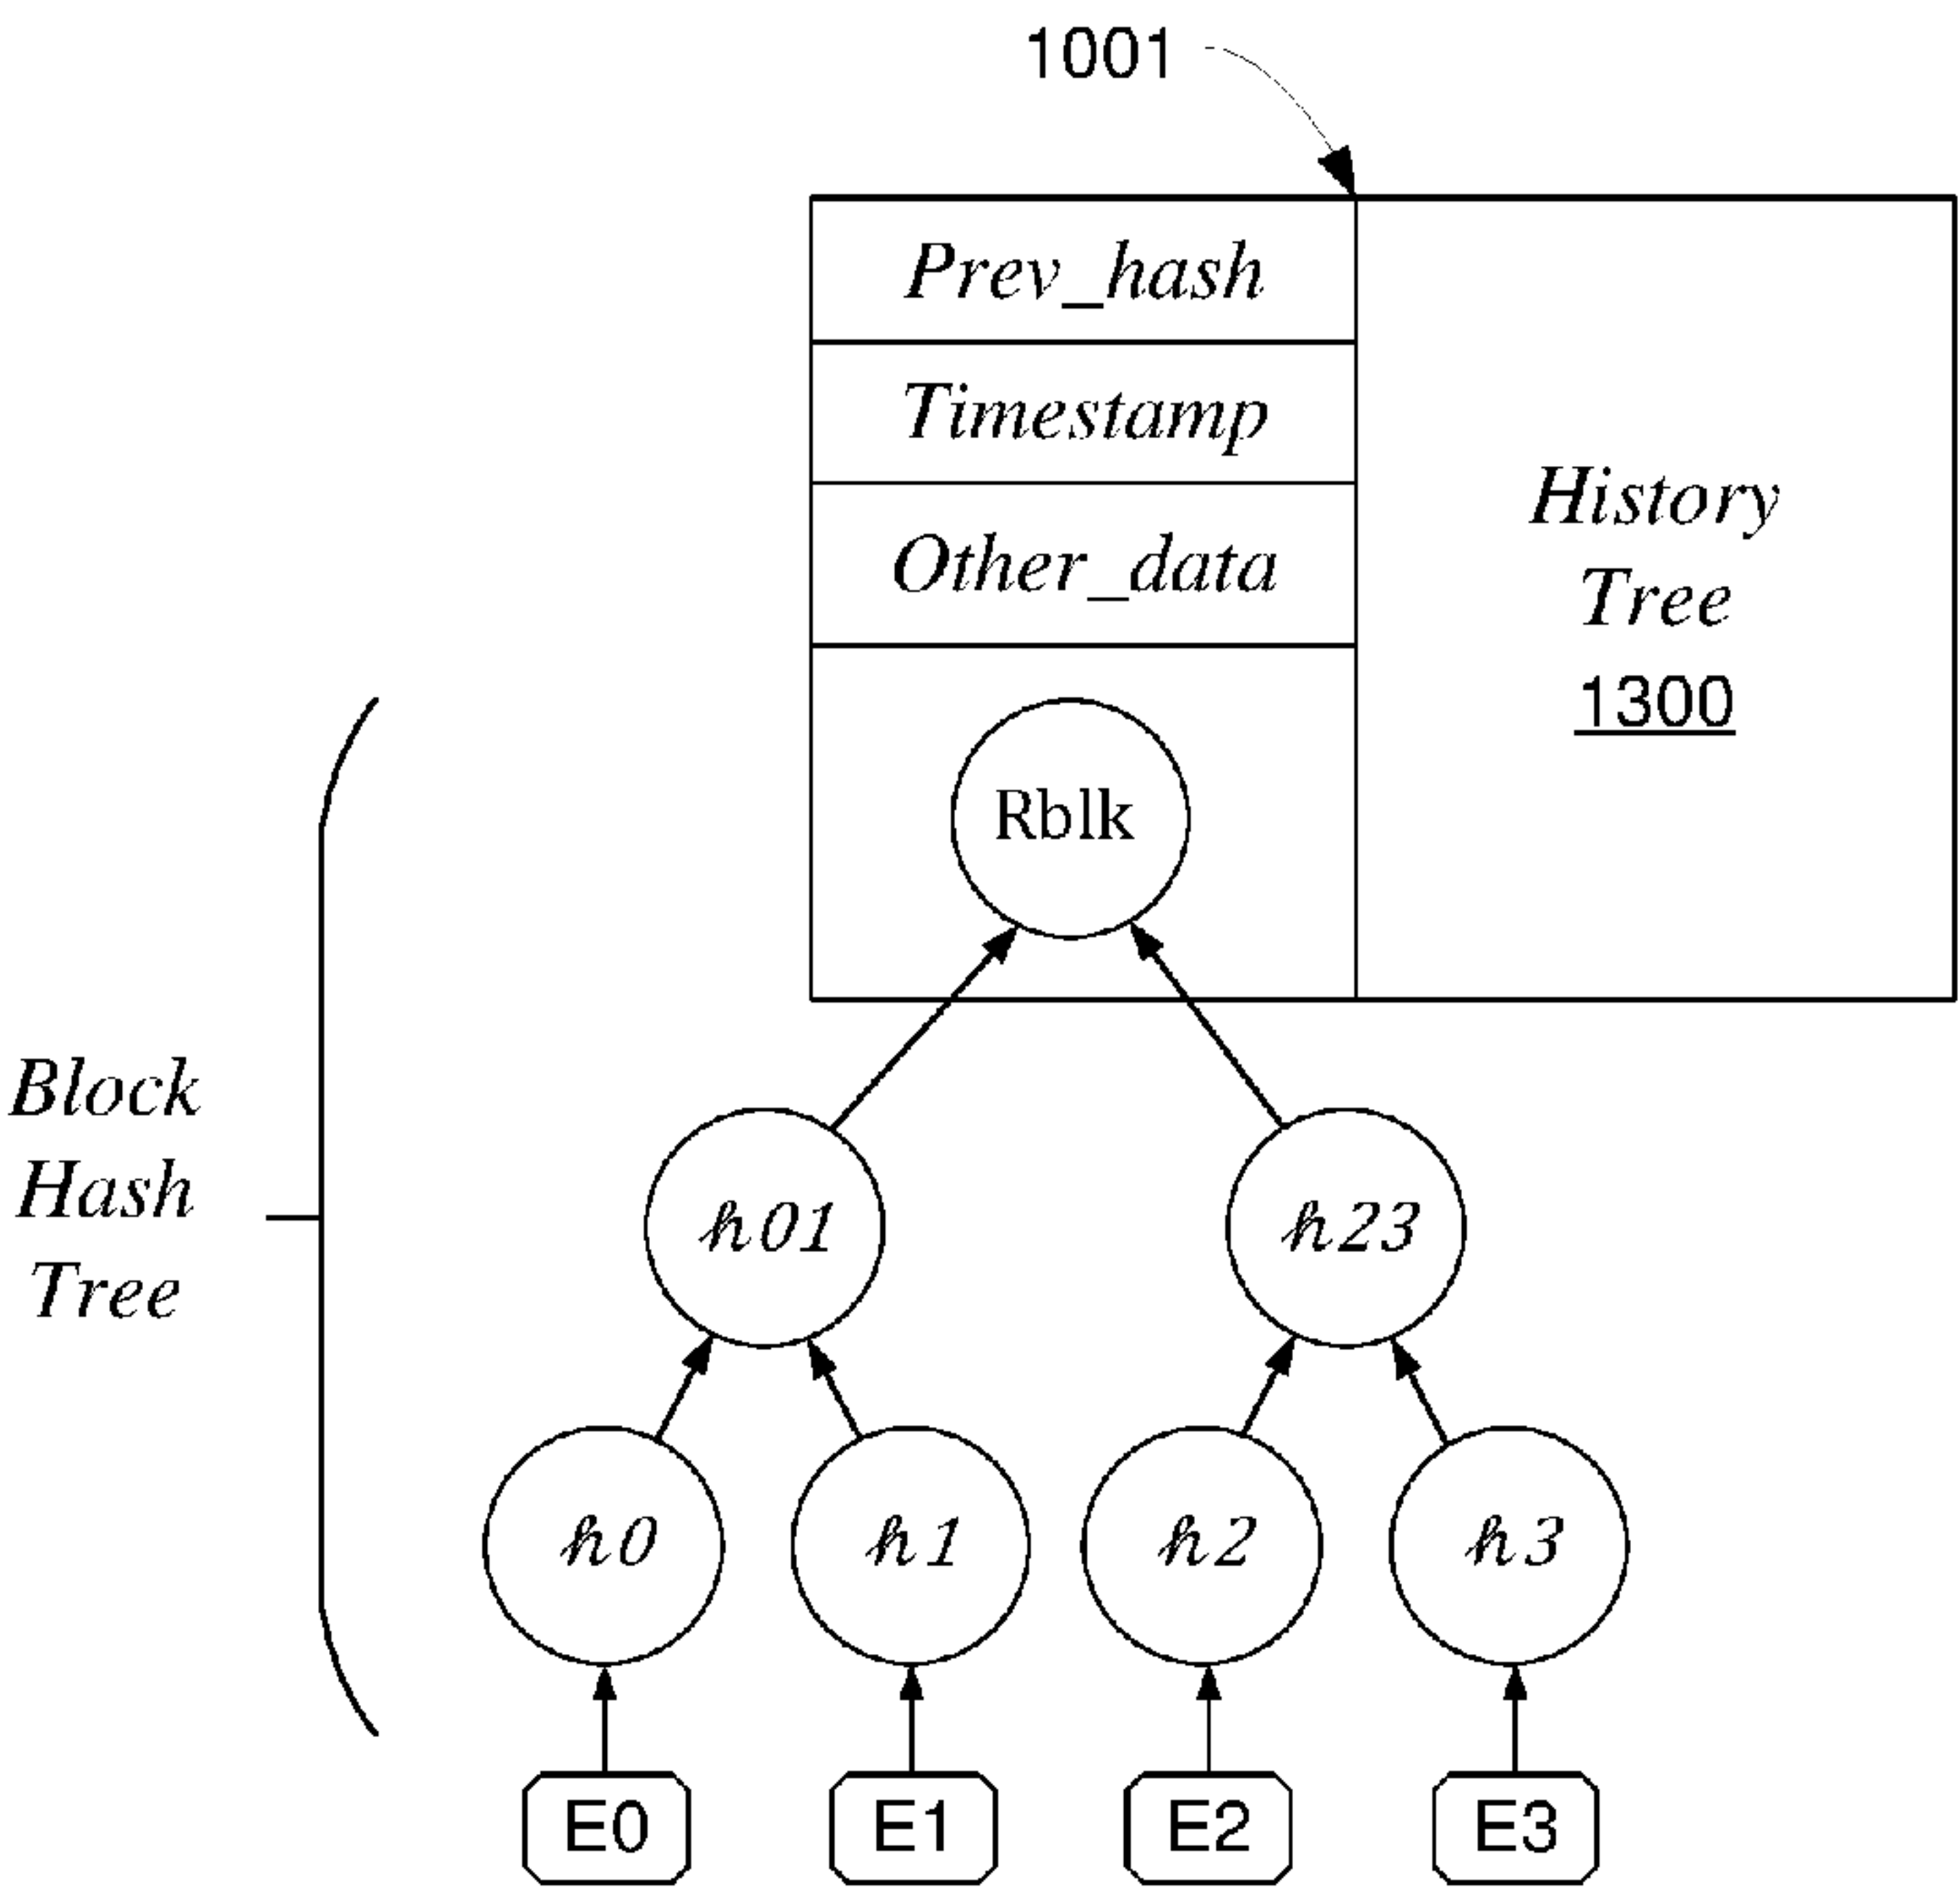 1001
Prev_hash
Timestamp
Other_data
History
Tree
1300
Rblk
Block
Hash
Tree
h01
h23
h0
h1
h2
h3
E0
E1
E2
E3